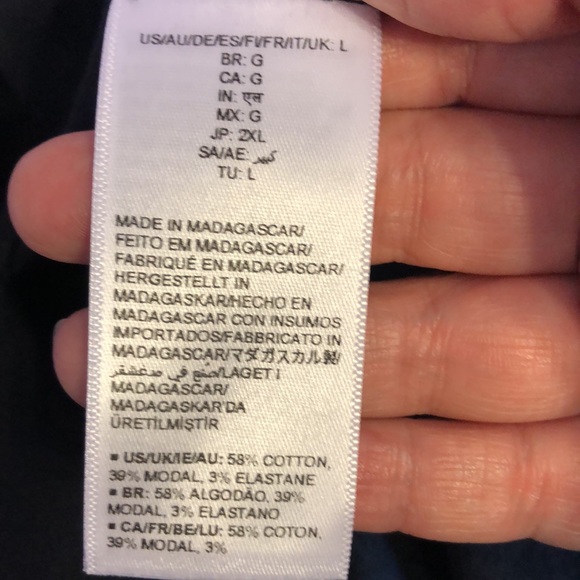 US/AU/DE/ES/FI/FR/IT/UK: L
BR: G
CA: G
IN: एल
MX: G
JP: 2XL
SA/AE: كبير
TU: L
MADE IN MADAGASCAR/
FEITO EM MADAGASCAR/
FABRIQUÉ EN MADAGASCAR/
HERGESTELLT IN
MADAGASKAR/HECHO EN
MADAGASCAR CON INSUMOS
IMPORTADOS/FABBRICATO IN
MADAGASCAR/マダガスカル製/
صنع في مدغشقر/LAGET I
MADAGASCAR/
MADAGASKAR'DA
ÜRETİLMİŞTİR
▪ US/UK/IE/AU: 58% COTTON,
39% MODAL, 3% ELASTANE
▪ BR: 58% ALGODÃO, 39%
MODAL, 3% ELASTANO
▪ CA/FR/BE/LU: 58% COTON,
39% MODAL, 3%